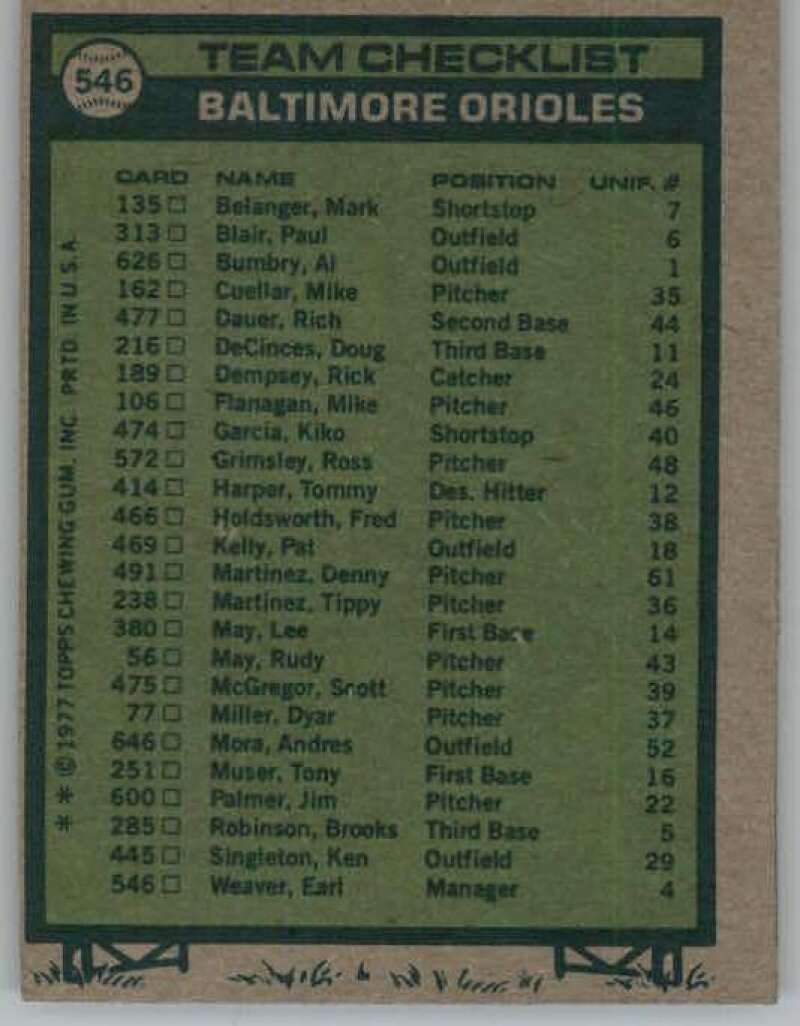 546
TEAM CHECKLIST
BALTIMORE ORIOLES
CARD NAME POSITION UNIF. #
135 Belanger, Mark Shortstop 7
313 Blair, Paul Outfield 6
626 Bumbry, Al Outfield 1
162 Cuellar, Mike Pitcher 35
477 Dauer, Rich Second Base 44
216 DeCinces, Doug Third Base 11
189 Dempsey, Rick Catcher 24
106 Flanagan, Mike Pitcher 46
474 Garcia, Kiko Shortstop 40
572 Grimsley, Ross Pitcher 48
414 Harper, Tommy Des. Hitter 12
466 Holdsworth, Fred Pitcher 38
469 Kelly, Pat Outfield 18
491 Martinez, Denny Pitcher 61
238 Martinez, Tippy Pitcher 36
380 May, Lee First Base 14
56 May, Rudy Pitcher 43
475 McGregor, Scott Pitcher 39
77 Miller, Dyar Pitcher 37
646 Mora, Andres Outfield 52
251 Muser, Tony First Base 16
600 Palmer, Jim Pitcher 22
285 Robinson, Brooks Third Base 5
445 Singleton, Ken Outfield 29
546 Weaver, Earl Manager 4
* * © 1977 TOPPS CHEWING GUM, INC. PRTD. IN U.S.A.